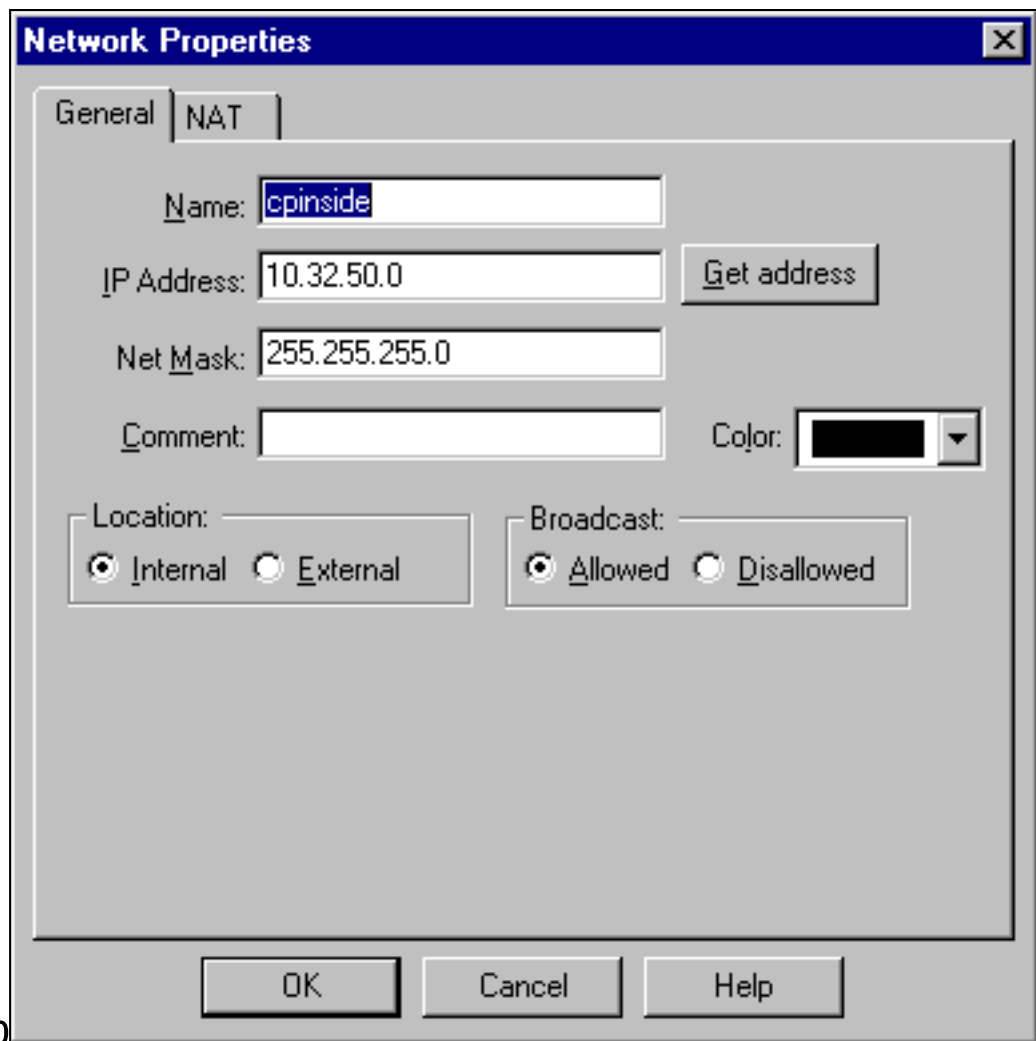 Network Properties
General NAT
Name: cpinside
IP Address: 10.32.50.0 Get address
Net Mask: 255.255.255.0
Comment: Color:
Location: Broadcast:
Internal External Allowed Disallowed
OK Cancel Help